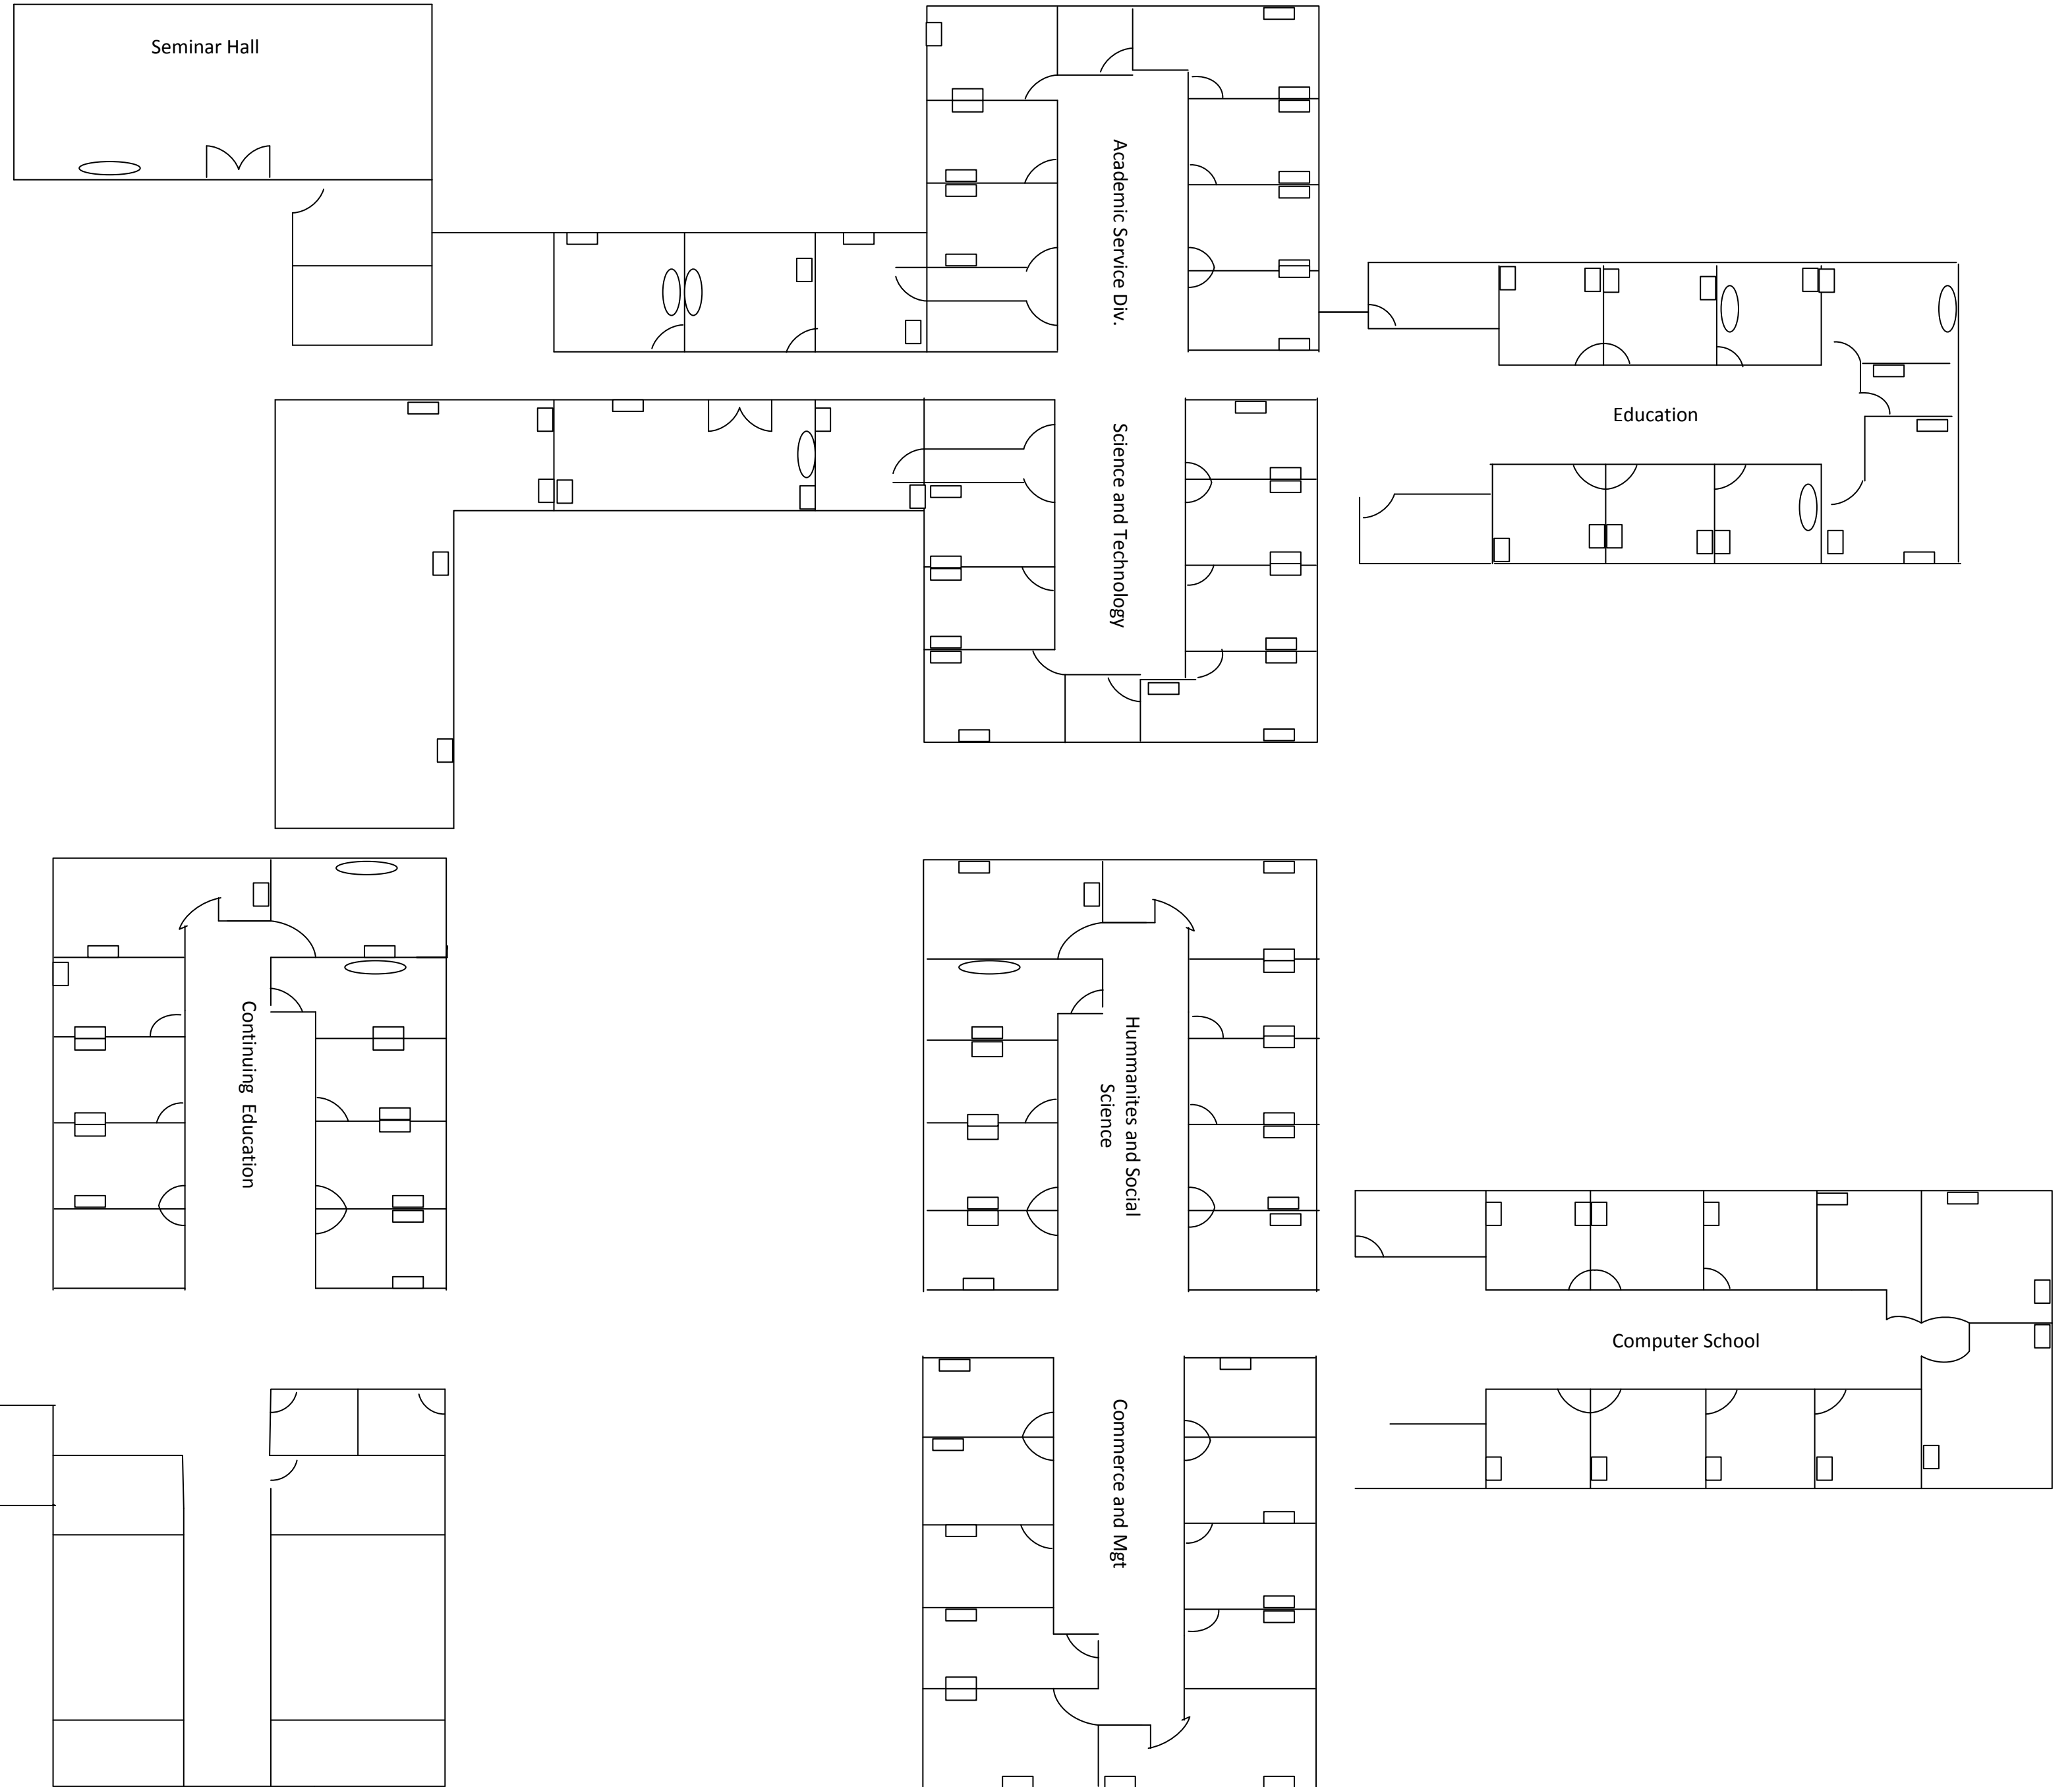 Seminar Hall
Academic Service Div.
Education
Science and Technology
Continuing Education
Hummanites and Social
Science
Computer School
Commerce and Mgt